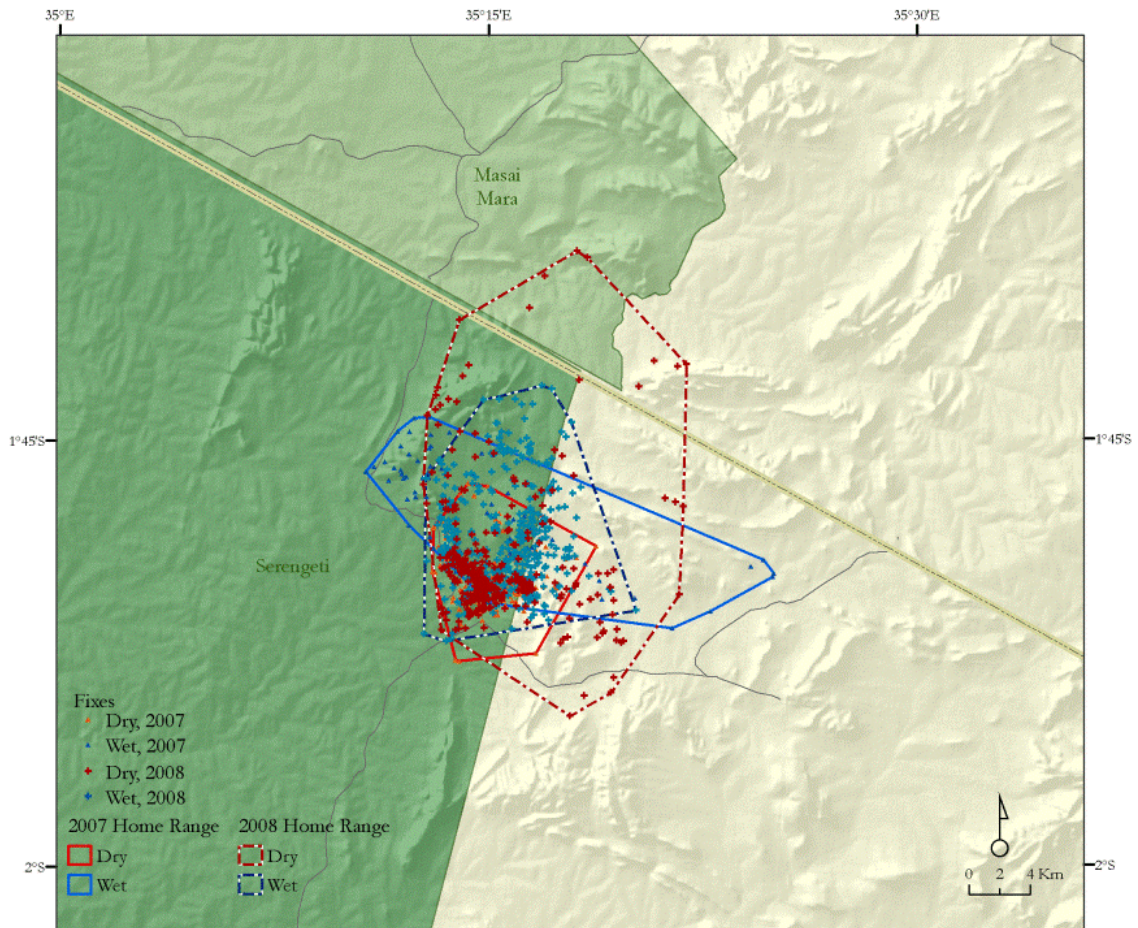 35°E
35°15'E
35°30'E
Masai
Mara
1°45'S
1°45'S
Serengeti
Fixes
Dry, 2007
Wet, 2007
Dry, 2008
Wet, 2008
2007 Home Range
2008 Home Range
Dry
Dry
Wet
Wet
2°S
2°S
0 2 4 Km